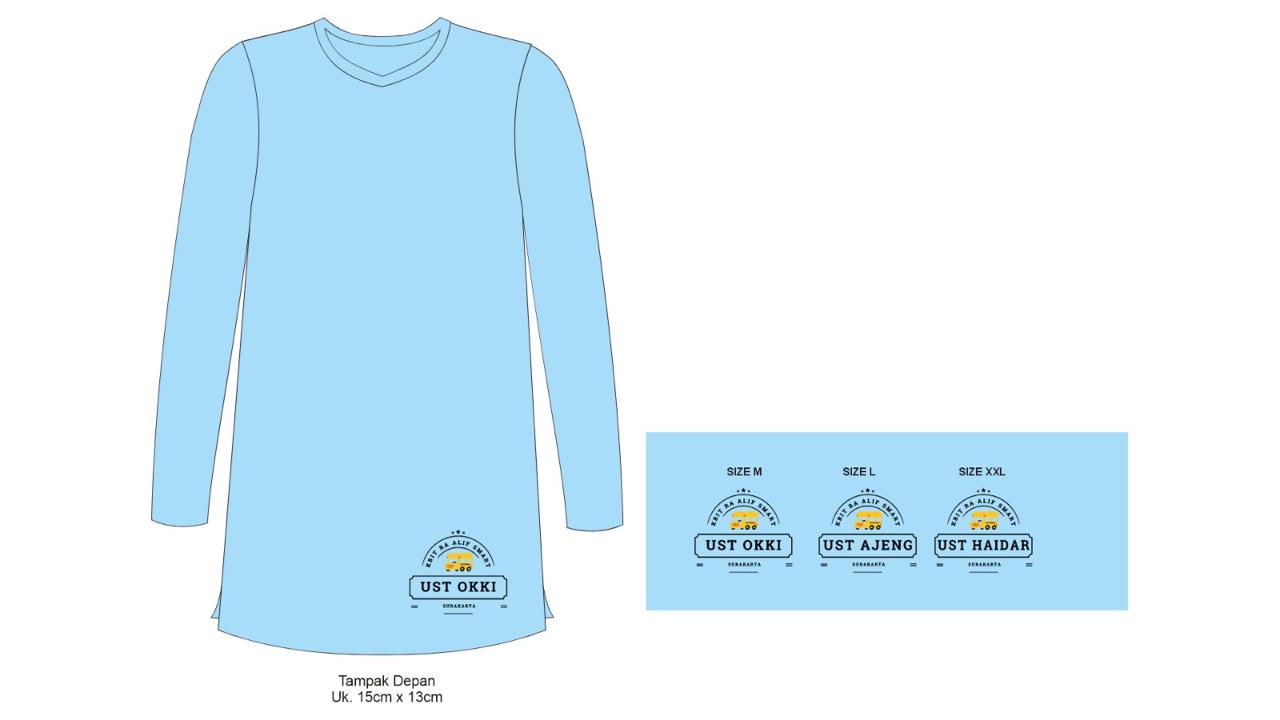 KBIT RA ALIF SMART
UST OKKI
SURAKARTA
Tampak Depan
Uk. 15cm x 13cm
SIZE M
KBIT RA ALIF SMART
UST OKKI
SURAKARTA
SIZE L
KBIT RA ALIF SMART
UST AJENG
SURAKARTA
SIZE XXL
KBIT RA ALIF SMART
UST HAIDAR
SURAKARTA